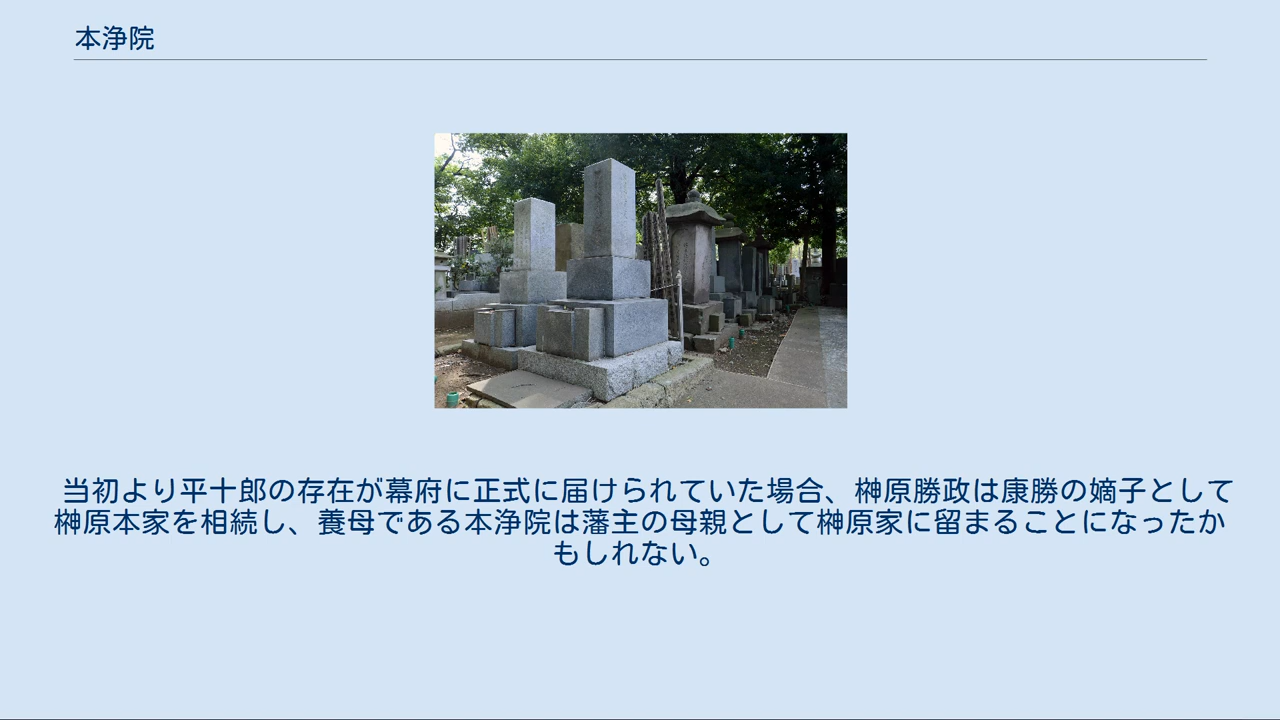 本浄院
当初より平十郎の存在が幕府に正式に届けられていた場合、榊原勝政は康勝の嫡子として
榊原本家を相続し、養母である本浄院は藩主の母親として榊原家に留まることになったか
もしれない。